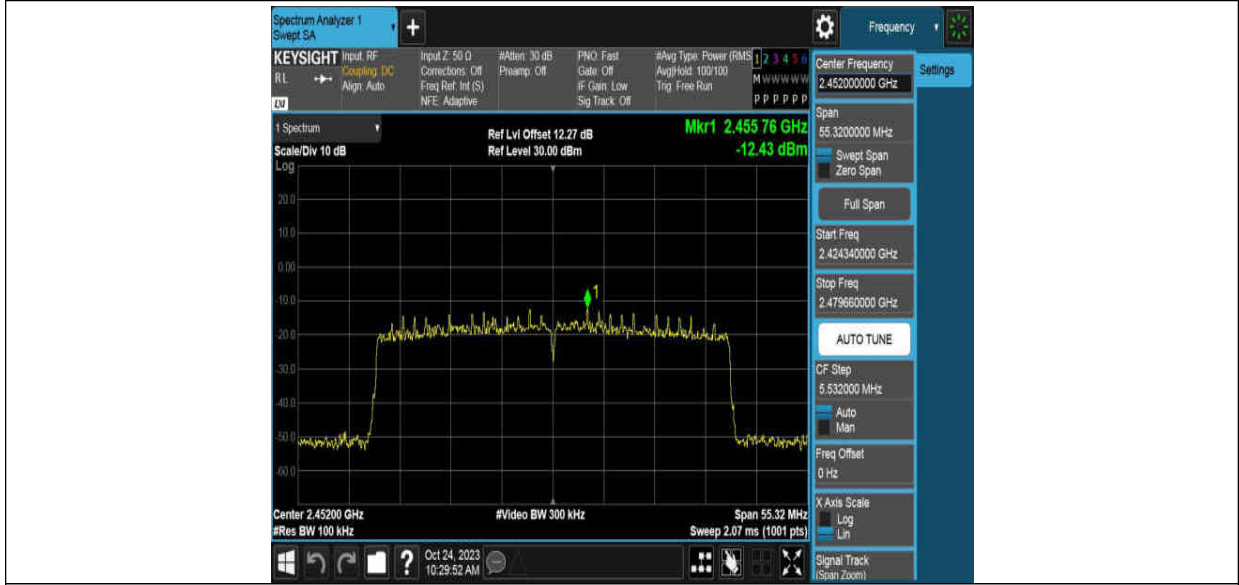 Spectrum Analyzer 1
Swept SA
+
Frequency
KEYSIGHT Input: RF
RL
Coupling: DC
Align: Auto
LXI
Input Z: 50 Ω
Corrections: Off
Freq Ref: Int (S)
NFE: Adaptive
#Atten: 30 dB
Preamp: Off
PNO: Fast
Gate: Off
IF Gain: Low
Sig Track: Off
#Avg Type: Power (RMS
Avg|Hold: 100/100
Trig: Free Run
1 2 3 4 5 6
M W W W W W
P P P P P P
Center Frequency
2.452000000 GHz
Settings
Span
55.3200000 MHz
Swept Span
Zero Span
Full Span
Start Freq
2.424340000 GHz
Stop Freq
2.479660000 GHz
AUTO TUNE
CF Step
5.532000 MHz
Auto
Man
Freq Offset
0 Hz
X Axis Scale
Log
Lin
Signal Track
(Span Zoom)
1 Spectrum
Scale/Div 10 dB
Log
Ref Lvl Offset 12.27 dB
Ref Level 30.00 dBm
Mkr1 2.455 76 GHz
-12.43 dBm
20.0
10.0
0.00
-10.0
-20.0
-30.0
-40.0
-50.0
-60.0
1
Center 2.45200 GHz
#Res BW 100 kHz
#Video BW 300 kHz
Span 55.32 MHz
Sweep 2.07 ms (1001 pts)
?
Oct 24, 2023
10:29:52 AM